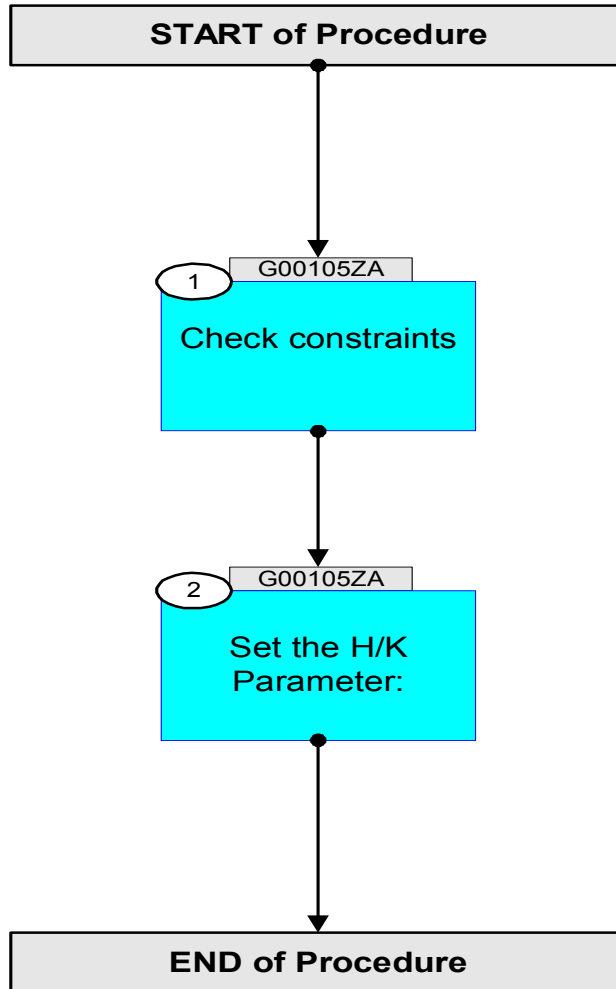 START of Procedure
G00105ZA
1
Check constraints
G00105ZA
2
Set the H/K
Parameter:
END of Procedure